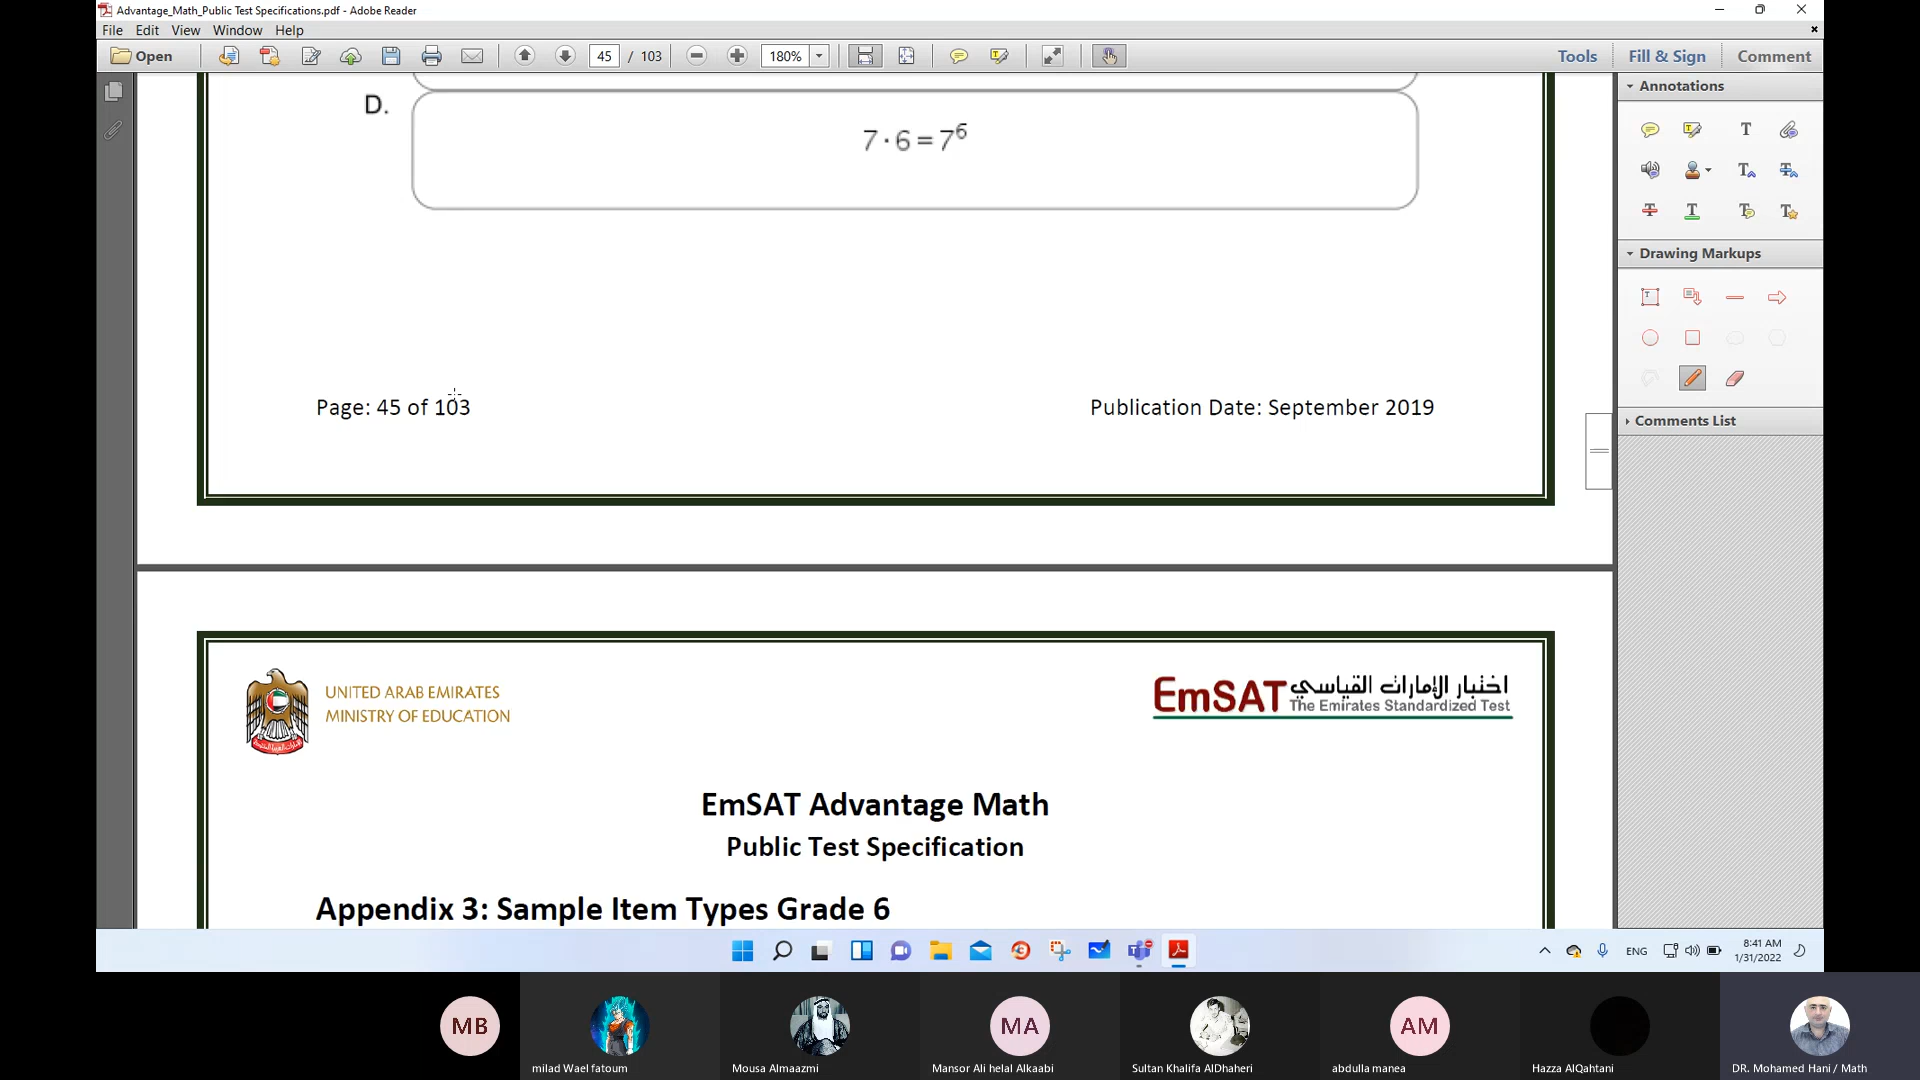 Advantage_Math_Public Test Specifications.pdf - Adobe Reader
File Edit View Window Help
Open 45 / 103 180% Tools Fill & Sign Comment
Annotations
D.
7 · 6 = 7⁶
Drawing Markups
Page: 45 of 103 Publication Date: September 2019
Comments List
UNITED ARAB EMIRATES
MINISTRY OF EDUCATION
EmSAT اختبار الإمارات القياسي
The Emirates Standardized Test
EmSAT Advantage Math
Public Test Specification
Appendix 3: Sample Item Types Grade 6
ENG 8:41 AM
1/31/2022
MB MA AM
milad Wael fatoum Mousa Almaazmi Mansor Ali helal Alkaabi Sultan Khalifa AlDhaheri abdulla manea Hazza AlQahtani DR. Mohamed Hani / Math